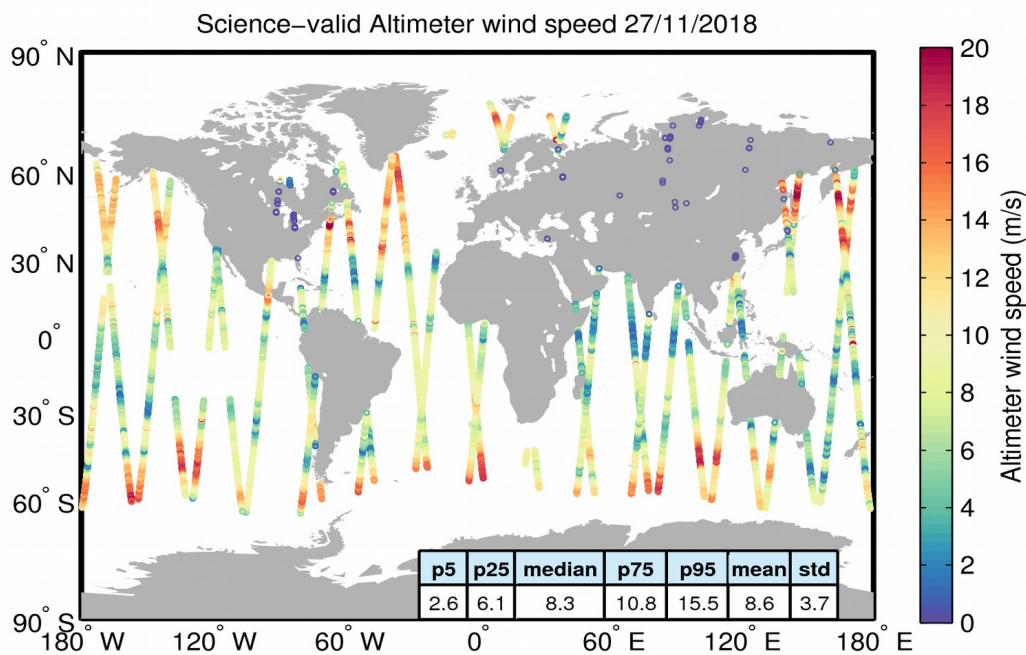 Science−valid Altimeter wind speed 27/11/2018
90° N
60° N
30° N
0°
30° S
60° S
90° S
180° W
120° W
60° W
0°
60° E
120° E
180° E
p5 p25 median p75 p95 mean std
2.6 6.1 8.3 10.8 15.5 8.6 3.7
20
18
16
14
12
10
8
6
4
2
0
Altimeter wind speed (m/s)